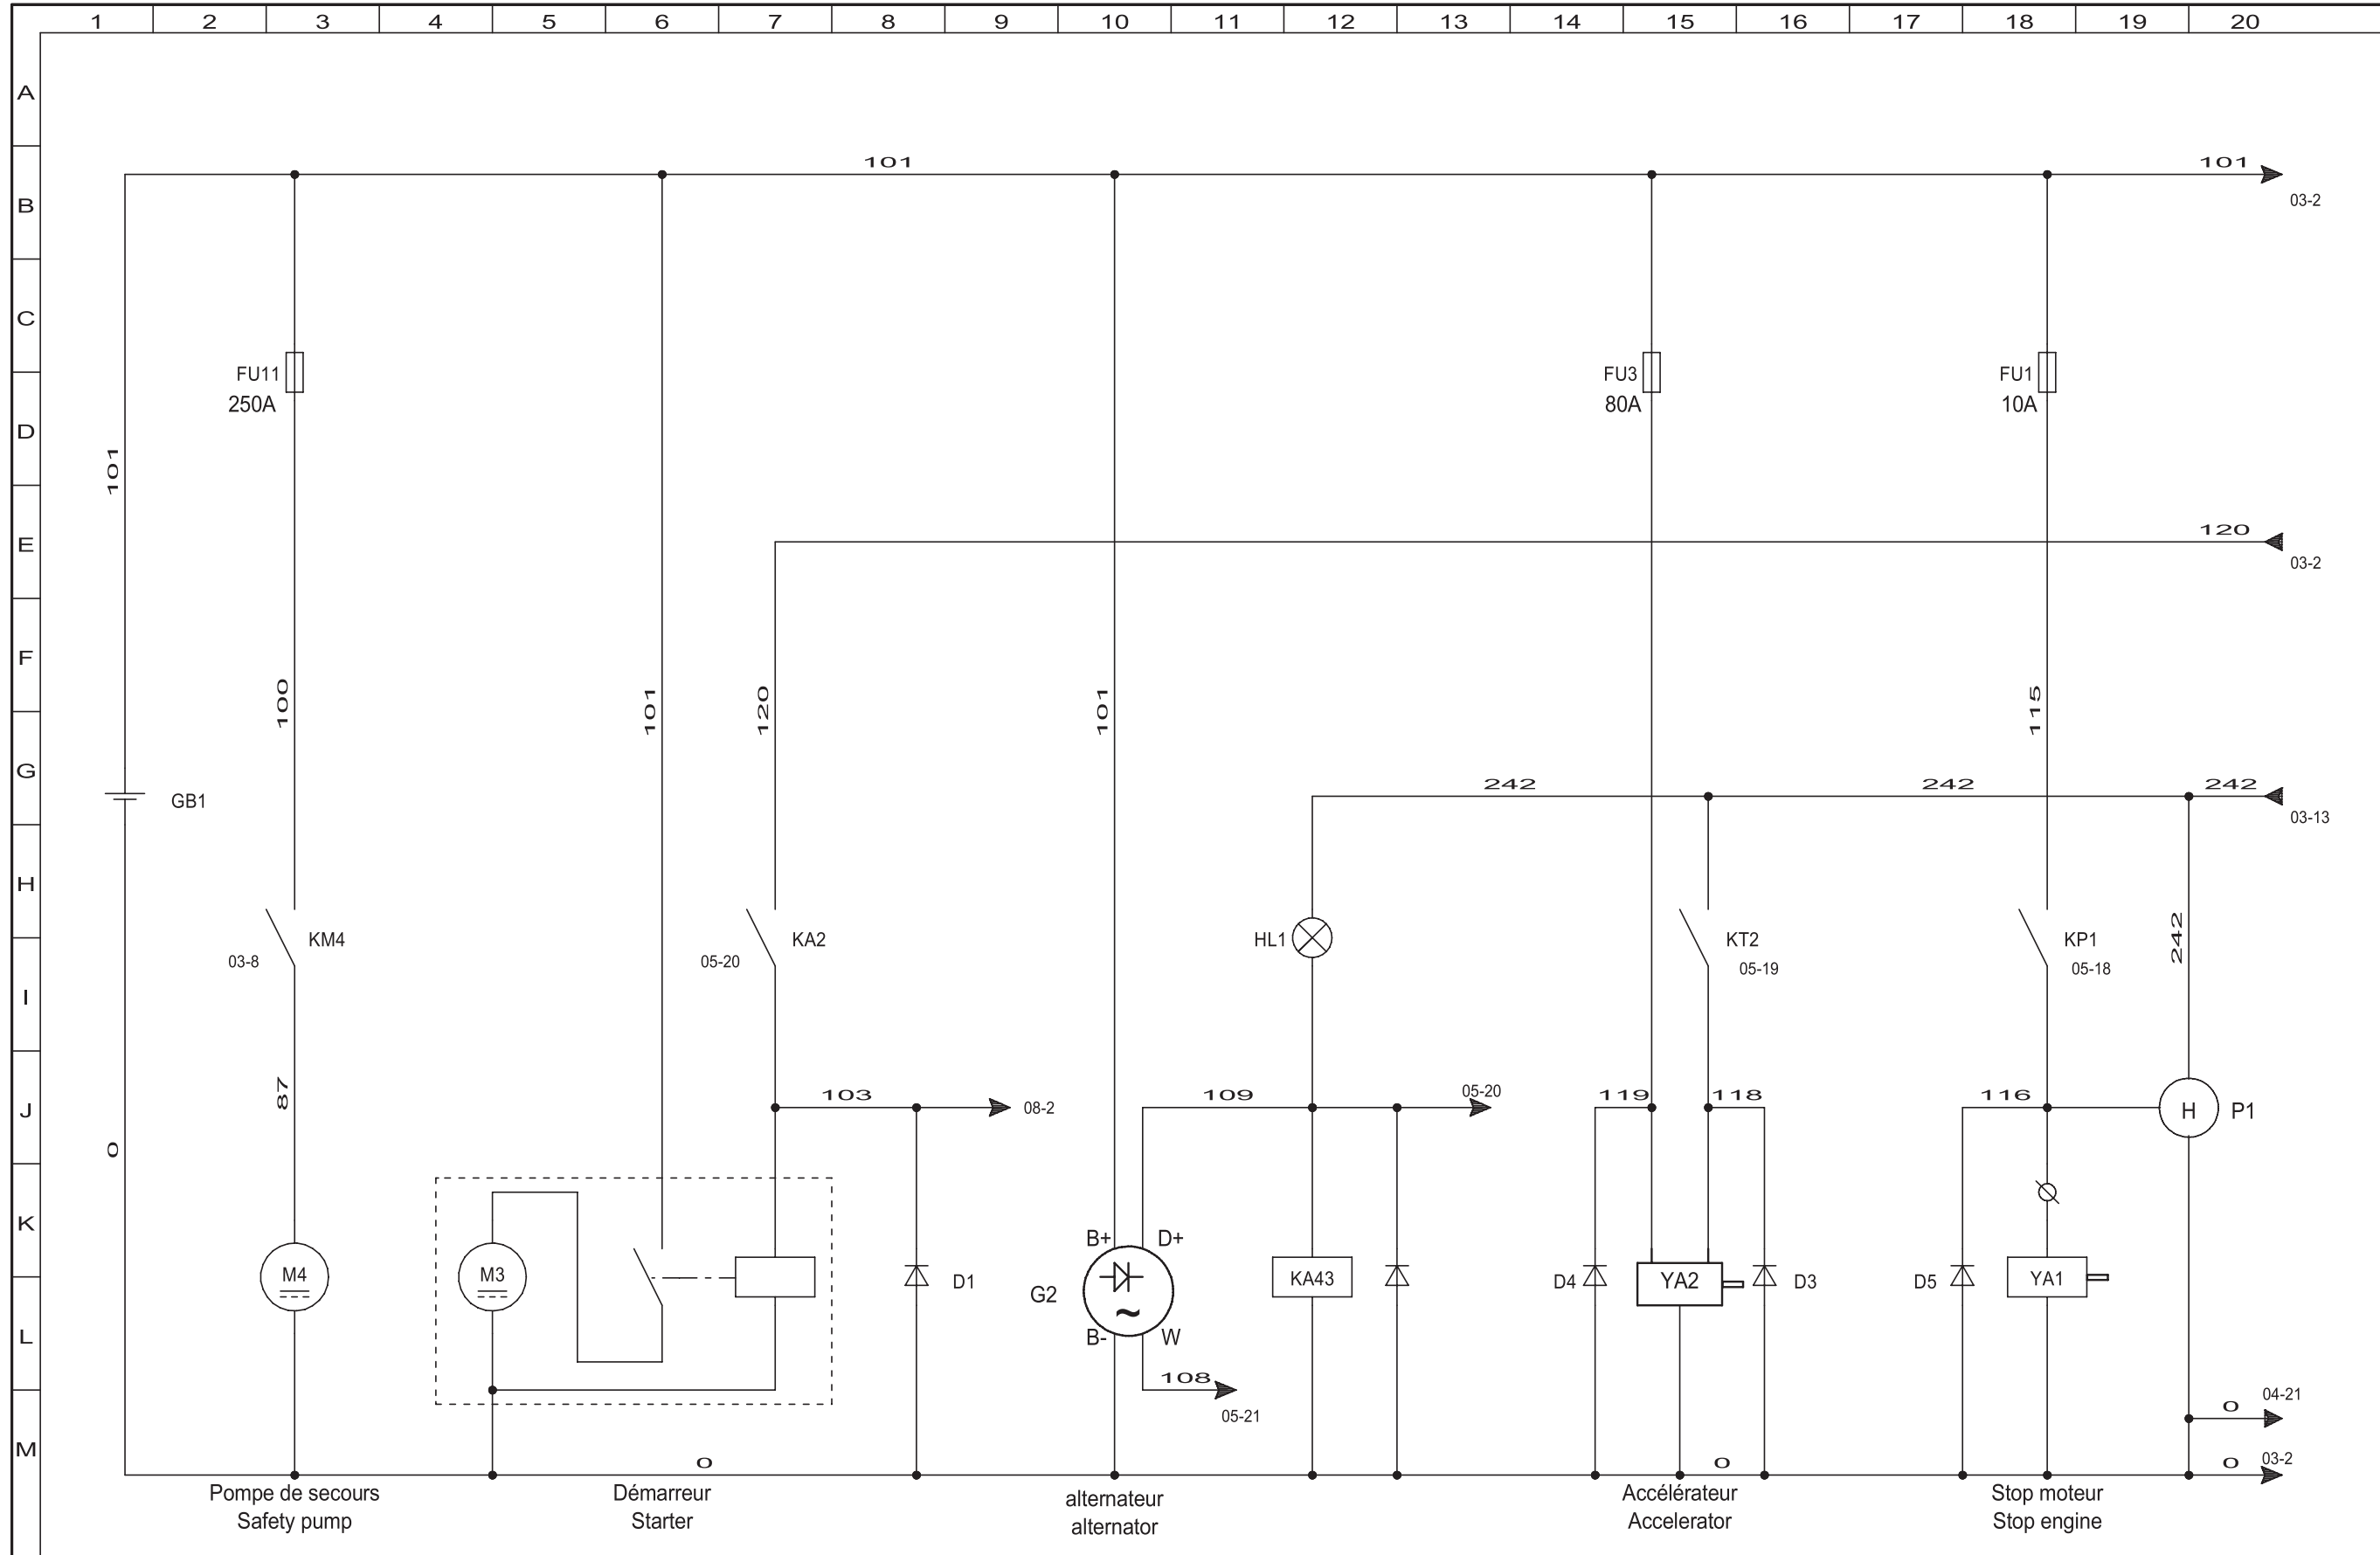 1 2 3 4 5 6 7 8 9 10 11 12 13 14 15 16 17 18 19 20
A
101 101
B
03-2
C
FU11 FU3 FU1
250A 80A 10A
D
101
120
E
03-2
F
100 101 120 101 115
G
242 242 242
GB1
03-13
H
242
KM4 KA2 HL1 KT2 KP1
03-8 05-20 05-19 05-18
I
87
103 08-2
109 05-20
119 118
116
J
H P1
0
K
B+ D+
M4 M3 D1 G2 KA43 D4 YA2 D3 D5 YA1
~
L
B- W
108
05-21
04-21
0
M
0 0 0 03-2
Pompe de secours
Safety pump
Démarreur
Starter
alternateur
alternator
Accélérateur
Accelerator
Stop moteur
Stop engine